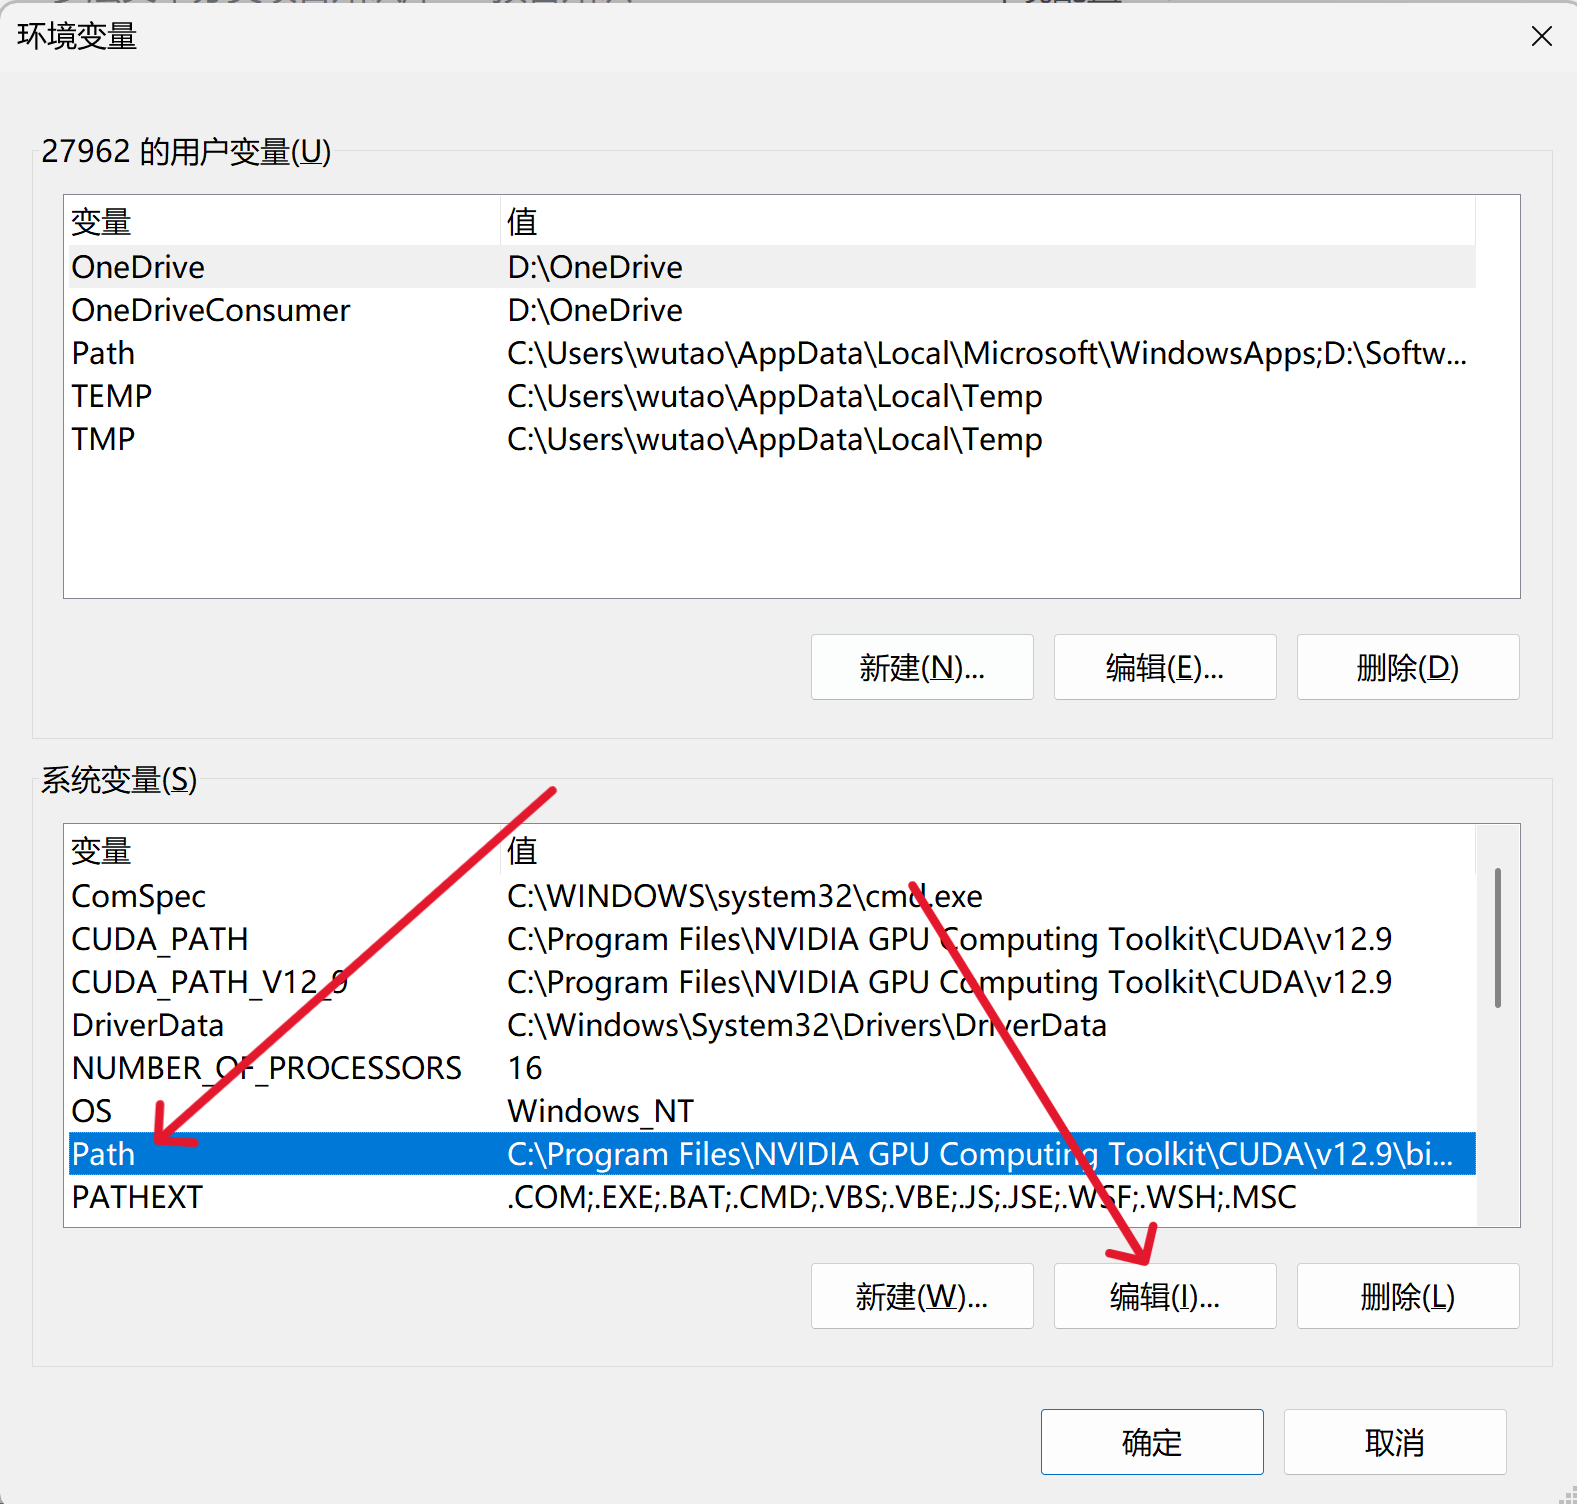 环境变量
27962 的用户变量(U)
变量 值
OneDrive D:\OneDrive
OneDriveConsumer D:\OneDrive
Path C:\Users\wutao\AppData\Local\Microsoft\WindowsApps;D:\Softw...
TEMP C:\Users\wutao\AppData\Local\Temp
TMP C:\Users\wutao\AppData\Local\Temp
新建(N)... 编辑(E)... 删除(D)
系统变量(S)
变量 值
ComSpec C:\WINDOWS\system32\cmd.exe
CUDA_PATH C:\Program Files\NVIDIA GPU Computing Toolkit\CUDA\v12.9
CUDA_PATH_V12_9 C:\Program Files\NVIDIA GPU Computing Toolkit\CUDA\v12.9
DriverData C:\Windows\System32\Drivers\DriverData
NUMBER_OF_PROCESSORS 16
OS Windows_NT
Path C:\Program Files\NVIDIA GPU Computing Toolkit\CUDA\v12.9\bi...
PATHEXT .COM;.EXE;.BAT;.CMD;.VBS;.VBE;.JS;.JSE;.WSF;.WSH;.MSC
新建(W)... 编辑(I)... 删除(L)
确定 取消